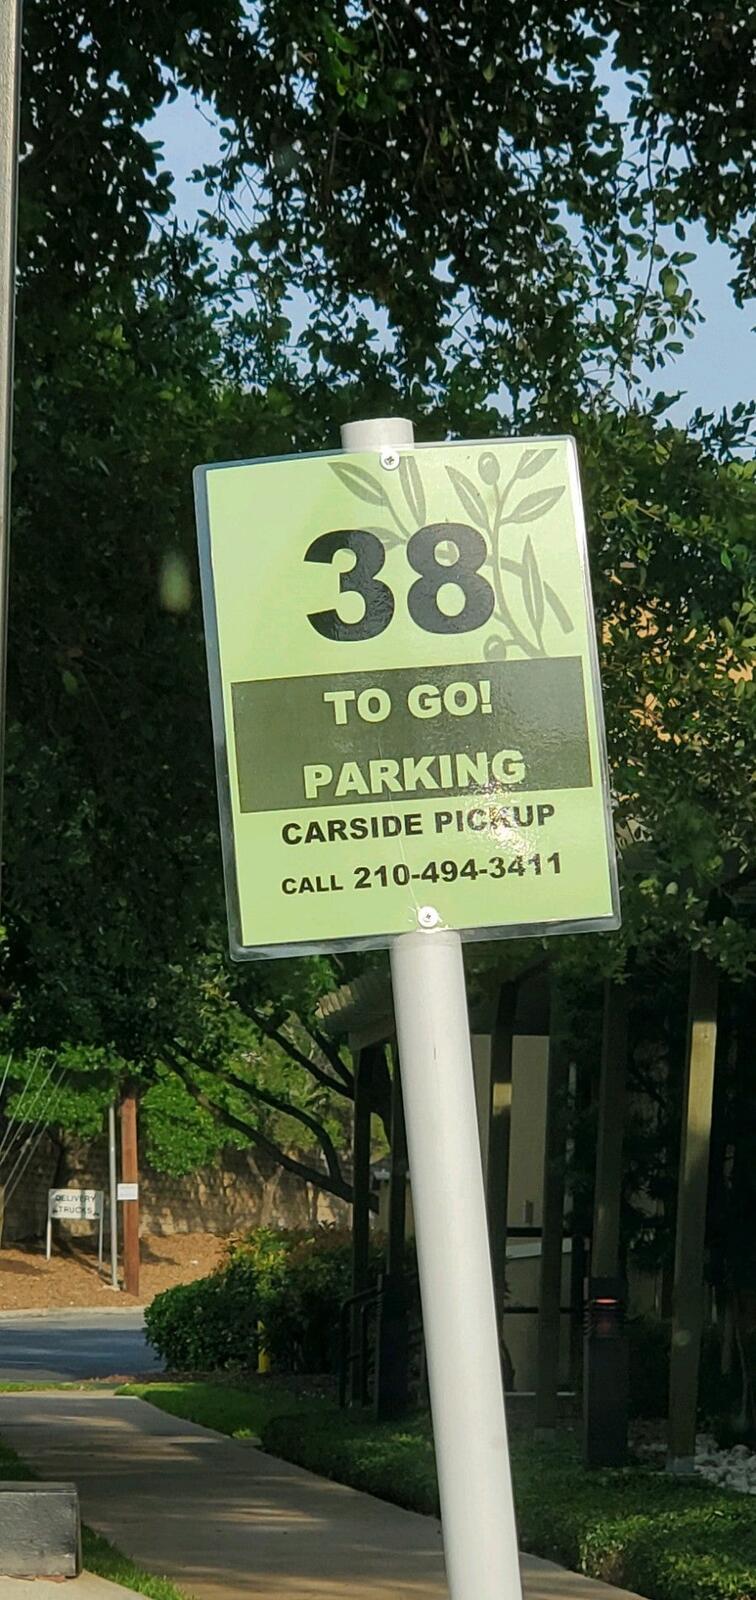 38
TO GO!
PARKING
CARSIDE PICKUP
CALL 210-494-3411
DELIVERY
TRUCKS